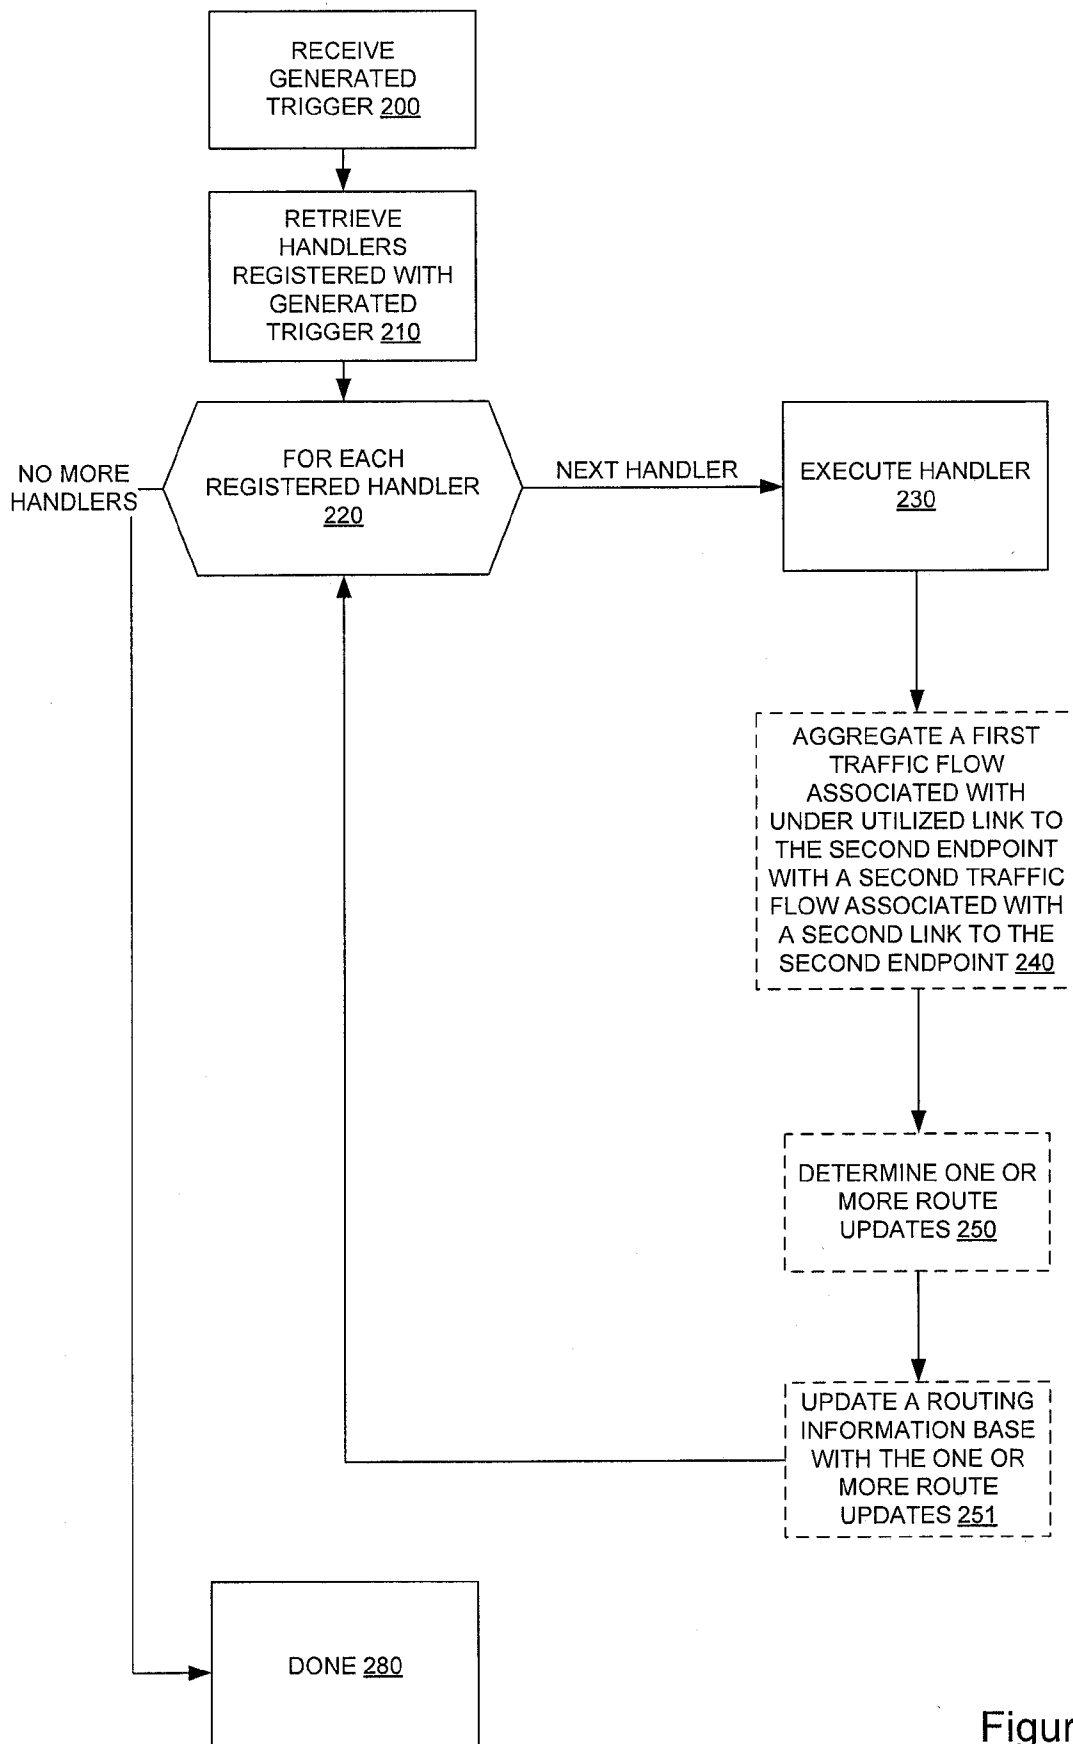 RECEIVE
GENERATED
TRIGGER 200
RETRIEVE
HANDLERS
REGISTERED WITH
GENERATED
TRIGGER 210
FOR EACH
REGISTERED HANDLER
220
NO MORE
HANDLERS
NEXT HANDLER
EXECUTE HANDLER
230
AGGREGATE A FIRST
TRAFFIC FLOW
ASSOCIATED WITH
UNDER UTILIZED LINK TO
THE SECOND ENDPOINT
WITH A SECOND TRAFFIC
FLOW ASSOCIATED WITH
A SECOND LINK TO THE
SECOND ENDPOINT 240
DETERMINE ONE OR
MORE ROUTE
UPDATES 250
UPDATE A ROUTING
INFORMATION BASE
WITH THE ONE OR
MORE ROUTE
UPDATES 251
DONE 280